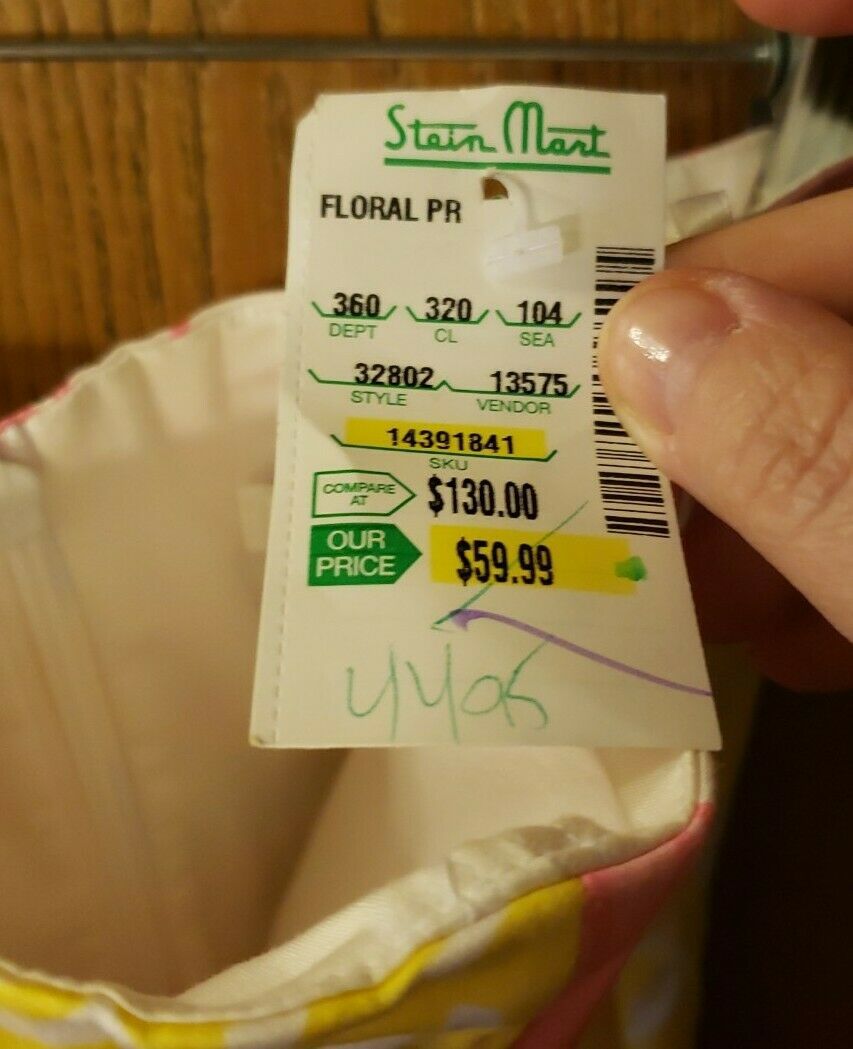 Stein Mart
FLORAL PR
360 320 104
DEPT CL SEA
32802 13575
STYLE VENDOR
14391841
SKU
COMPARE AT $130.00
OUR PRICE $59.99